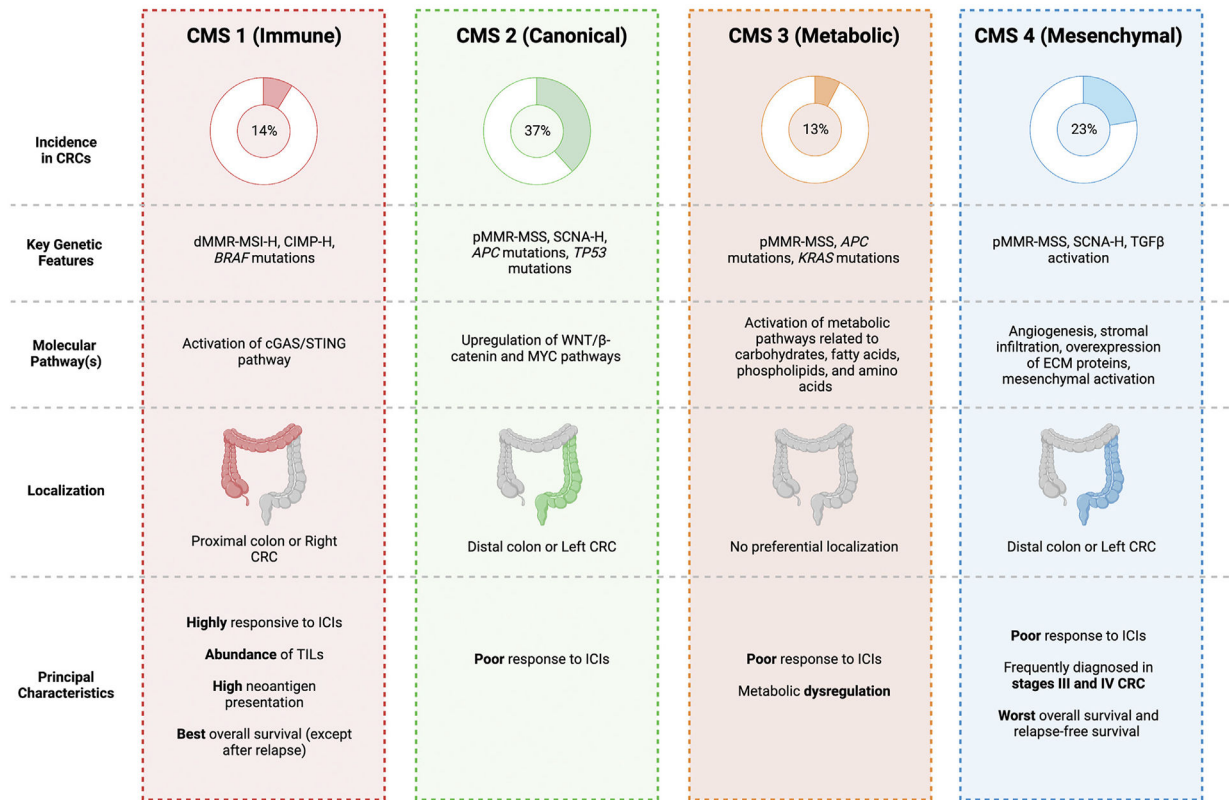 CMS 1 (Immune)
CMS 2 (Canonical)
CMS 3 (Metabolic)
CMS 4 (Mesenchymal)
Incidence
in CRCs
14%
37%
13%
23%
Key Genetic
Features
dMMR-MSI-H, CIMP-H,
BRAF mutations
pMMR-MSS, SCNA-H,
APC mutations, TP53
mutations
pMMR-MSS, APC
mutations, KRAS mutations
pMMR-MSS, SCNA-H, TGFβ
activation
Molecular
Pathway(s)
Activation of cGAS/STING
pathway
Upregulation of WNT/β-
catenin and MYC pathways
Activation of metabolic
pathways related to
carbohydrates, fatty acids,
phospholipids, and amino
acids
Angiogenesis, stromal
infiltration, overexpression
of ECM proteins,
mesenchymal activation
Localization
Proximal colon or Right
CRC
Distal colon or Left CRC
No preferential localization
Distal colon or Left CRC
Principal
Characteristics
Highly responsive to ICIs
Abundance of TILs
High neoantigen
presentation
Best overall survival (except
after relapse)
Poor response to ICIs
Poor response to ICIs
Metabolic dysregulation
Poor response to ICIs
Frequently diagnosed in
stages III and IV CRC
Worst overall survival and
relapse-free survival